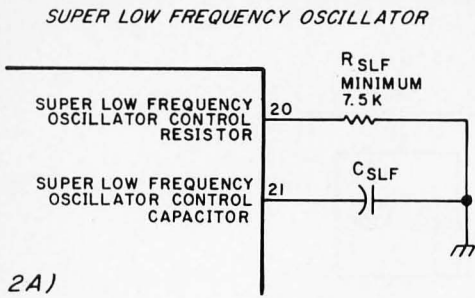 SUPER LOW FREQUENCY OSCILLATOR
R SLF
MINIMUM
7.5K
SUPER LOW FREQUENCY
OSCILLATOR CONTROL
RESISTOR
20
C SLF
SUPER LOW FREQUENCY
OSCILLATOR CONTROL
CAPACITOR
21
2A)